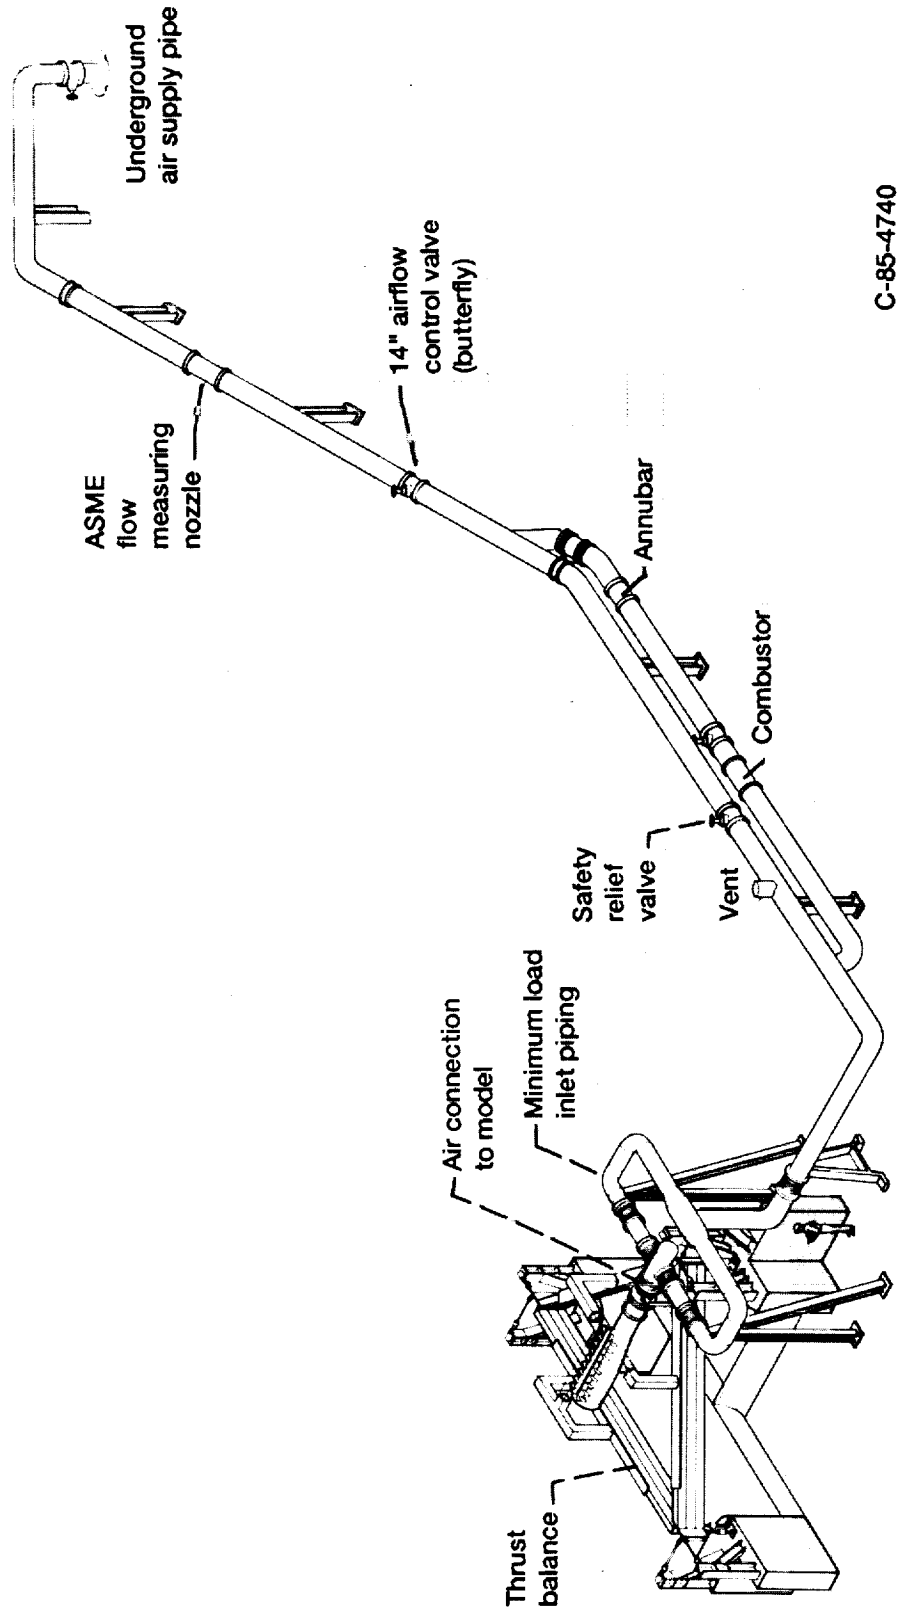 Underground
air supply pipe
ASME
flow
measuring
nozzle
14" airflow
control valve
(butterfly)
Annubar
Combustor
Safety
relief
valve
Vent
Air connection
to model
Minimum load
inlet piping
Thrust
balance
C-85-4740